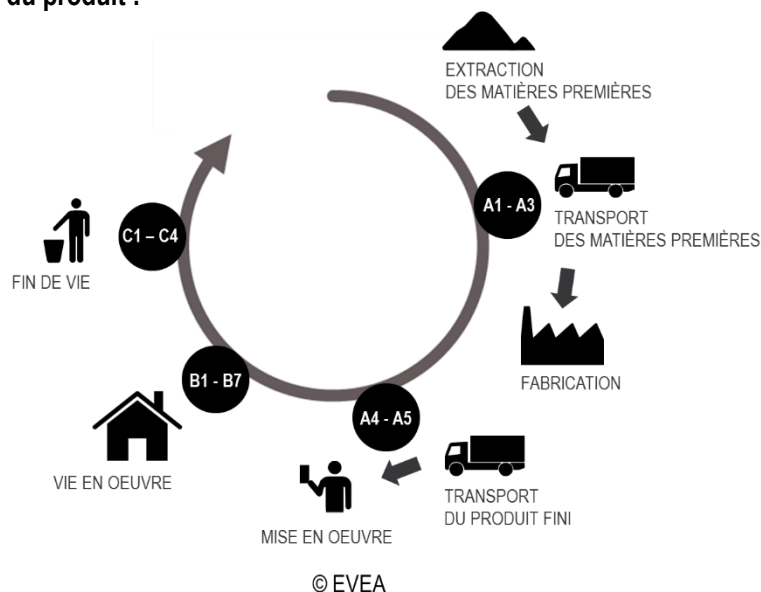 du produit :
EXTRACTION
DES MATIÈRES PREMIÈRES
A1 - A3
TRANSPORT
DES MATIÈRES PREMIÈRES
C1 – C4
FIN DE VIE
FABRICATION
B1 - B7
A4 - A5
VIE EN OEUVRE
TRANSPORT
DU PRODUIT FINI
MISE EN OEUVRE
© EVEA